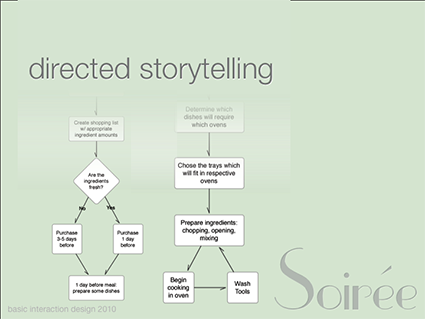 directed storytelling
Create shopping list
w/ appropriate
ingredient amounts
Are the
ingredients
fresh?
No
Yes
Purchase
3-5 days
before
Purchase
1 day
before
1 day before meal
prepare some dishes
Determine which
dishes will require
which ovens
Chose the trays which
will fit in respective
ovens
Prepare ingredients:
chopping, opening,
mixing
Begin
cooking
in oven
Wash
Tools
Soirée
basic interaction design 2010